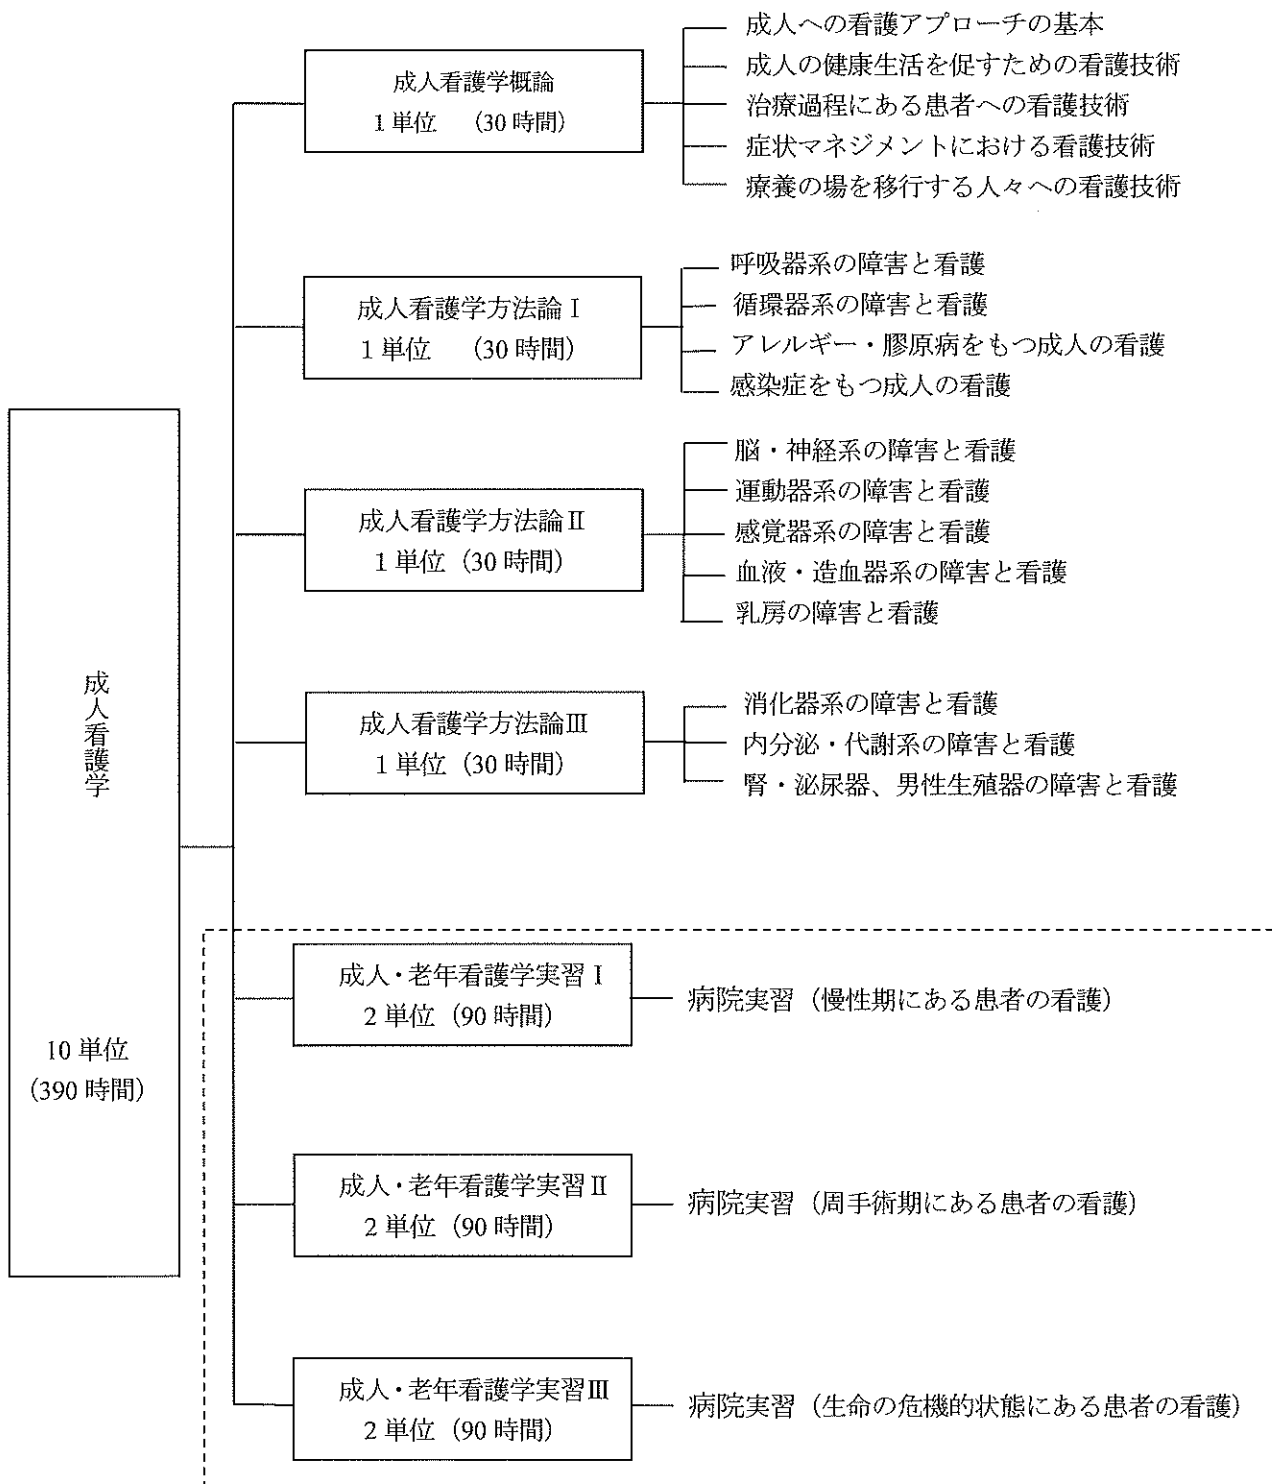 成人看護学
10単位
(390時間)
成人看護学概論
1単位 (30時間)
成人への看護アプローチの基本
成人の健康生活を促すための看護技術
治療過程にある患者への看護技術
症状マネジメントにおける看護技術
療養の場を移行する人々への看護技術
成人看護学方法論Ⅰ
1単位 (30時間)
呼吸器系の障害と看護
循環器系の障害と看護
アレルギー・膠原病をもつ成人の看護
感染症をもつ成人の看護
成人看護学方法論Ⅱ
1単位 (30時間)
脳・神経系の障害と看護
運動器系の障害と看護
感覚器系の障害と看護
血液・造血器系の障害と看護
乳房の障害と看護
成人看護学方法論Ⅲ
1単位 (30時間)
消化器系の障害と看護
内分泌・代謝系の障害と看護
腎・泌尿器、男性生殖器の障害と看護
成人・老年看護学実習Ⅰ
2単位 (90時間)
病院実習（慢性期にある患者の看護）
成人・老年看護学実習Ⅱ
2単位 (90時間)
病院実習（周手術期にある患者の看護）
成人・老年看護学実習Ⅲ
2単位 (90時間)
病院実習（生命の危機的状態にある患者の看護）